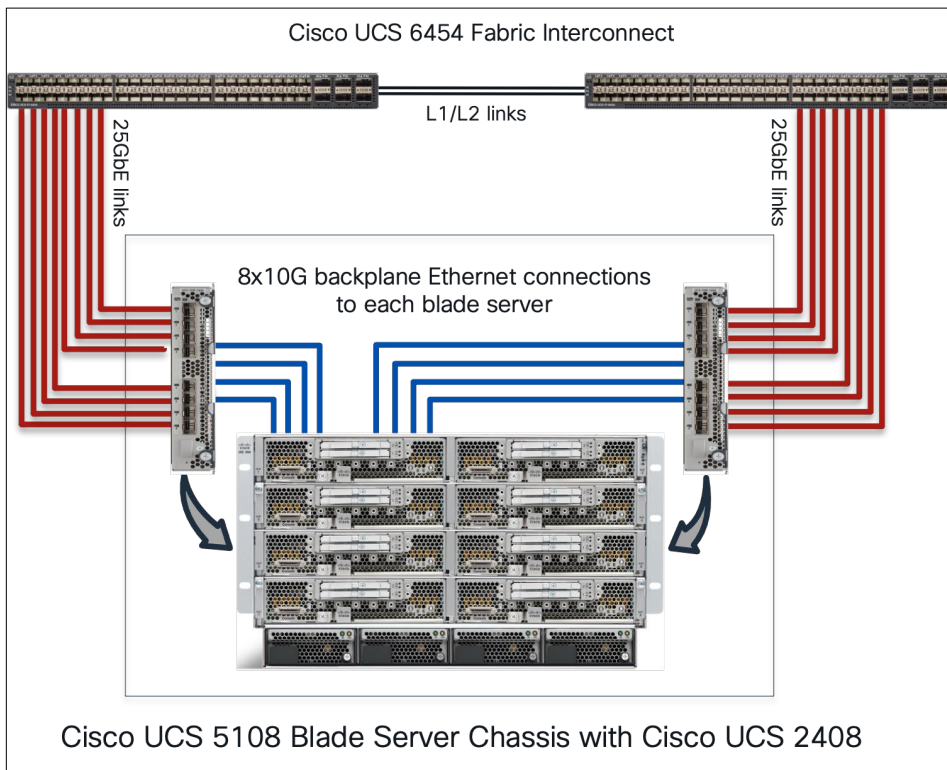 Cisco UCS 6454 Fabric Interconnect
L1/L2 links
25GbE links
25GbE links
8x10G backplane Ethernet connections
to each blade server
Cisco UCS 5108 Blade Server Chassis with Cisco UCS 2408